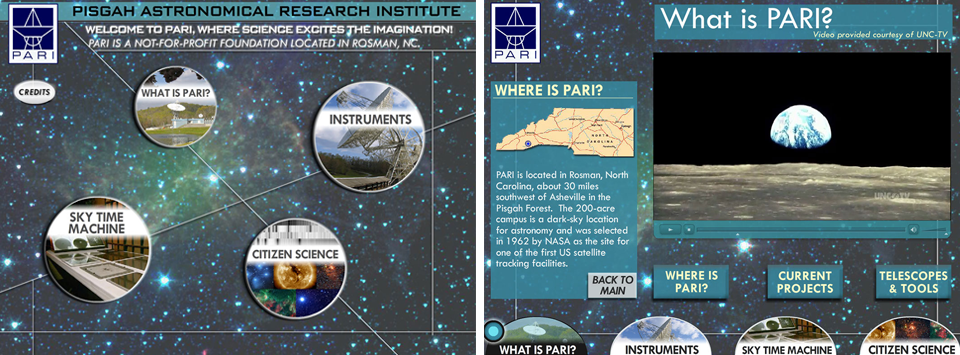 PISGAH ASTRONOMICAL RESEARCH INSTITUTE
WELCOME TO PARI, WHERE SCIENCE EXCITES THE IMAGINATION!
PARI IS A NOT-FOR-PROFIT FOUNDATION LOCATED IN ROSMAN, NC.
PARI
CREDITS
WHAT IS PARI?
INSTRUMENTS
SKY TIME
MACHINE
CITIZEN SCIENCE
PARI
What is PARI?
Video provided courtesy of UNC-TV
WHERE IS PARI?
NORTH
CAROLINA
PARI is located in Rosman, North
Carolina, about 30 miles
southwest of Asheville in the
Pisgah Forest. The 200-acre
campus is a dark-sky location
for astronomy and was selected
in 1962 by NASA as the site for
one of the first US satellite
tracking facilities.
UNC-TV
BACK TO
MAIN
WHERE IS
PARI?
CURRENT
PROJECTS
TELESCOPES
& TOOLS
WHAT IS PARI?
INSTRUMENTS
SKY TIME MACHINE
CITIZEN SCIENCE